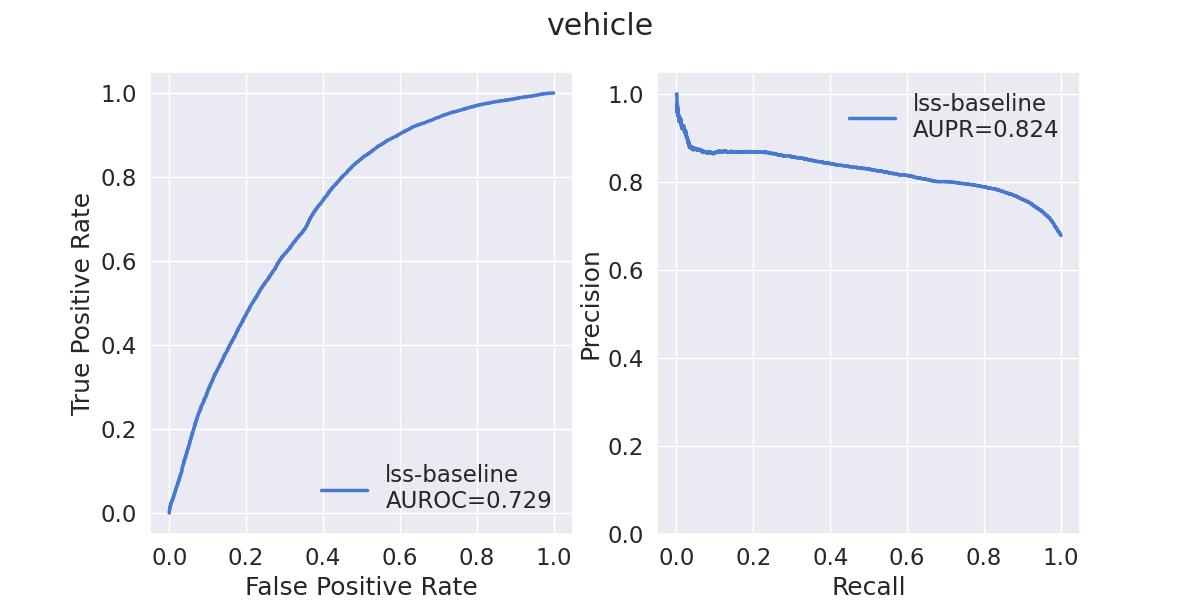 vehicle
True Positive Rate
1.0
0.8
0.6
0.4
0.2
0.0
lss-baseline
AUROC=0.729
0.0 0.2 0.4 0.6 0.8 1.0
False Positive Rate
Precision
1.0
0.8
0.6
0.4
0.2
0.0
lss-baseline
AUPR=0.824
0.0 0.2 0.4 0.6 0.8 1.0
Recall